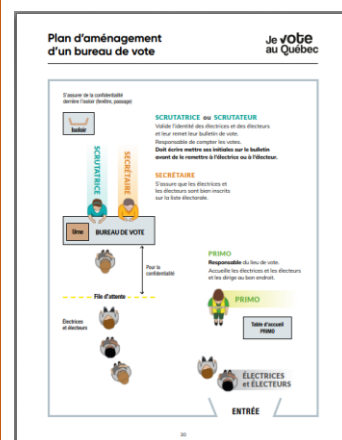 Plan d'aménagement
d'un bureau de vote
Je vote
au Québec
S'assurer de la confidentialité
derrière l'isoloir (fenêtre, passage)
Isoloir
SCRUTATRICE ou SCRUTATEUR
Valide l'identité des électrices et des électeurs
et leur remet leur bulletin de vote.
Responsable de compter les votes.
Doit écrire mettre ses initiales sur le bulletin
avant de le remettre à l'électrice ou à l'électeur.
SCRUTATRICE
SECRÉTAIRE
SECRÉTAIRE
S'assure que les électrices et
les électeurs sont bien inscrits
sur la liste électorale.
Urne
BUREAU DE VOTE
Pour la
confidentialité
PRIMO
Responsable du lieu de vote.
Accueille les électrices et les électeurs
et les dirige au bon endroit.
File d'attente
PRIMO
Électrices
et électeurs
Table d'accueil
PRIMO
ÉLECTRICES
et ÉLECTEURS
ENTRÉE